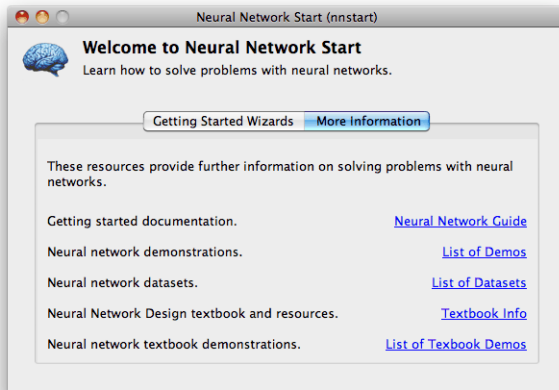 Neural Network Start (nnstart)
Welcome to Neural Network Start
Learn how to solve problems with neural networks.
Getting Started Wizards More Information
These resources provide further information on solving problems with neural
networks.
Getting started documentation. Neural Network Guide
Neural network demonstrations. List of Demos
Neural network datasets. List of Datasets
Neural Network Design textbook and resources. Textbook Info
Neural network textbook demonstrations. List of Texbook Demos